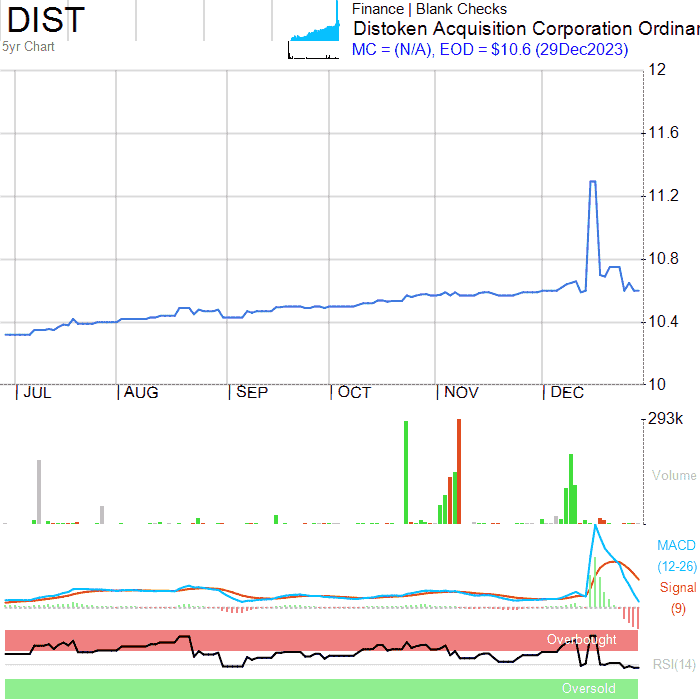 DIST
5yr Chart
Finance | Blank Checks
Distoken Acquisition Corporation Ordinar
MC = (N/A), EOD = $10.6 (29Dec2023)
12
11.6
11.2
10.8
10.4
10
JUL AUG SEP OCT NOV DEC
293k
Volume
MACD
(12-26)
Signal
(9)
Overbought
RSI(14)
Oversold